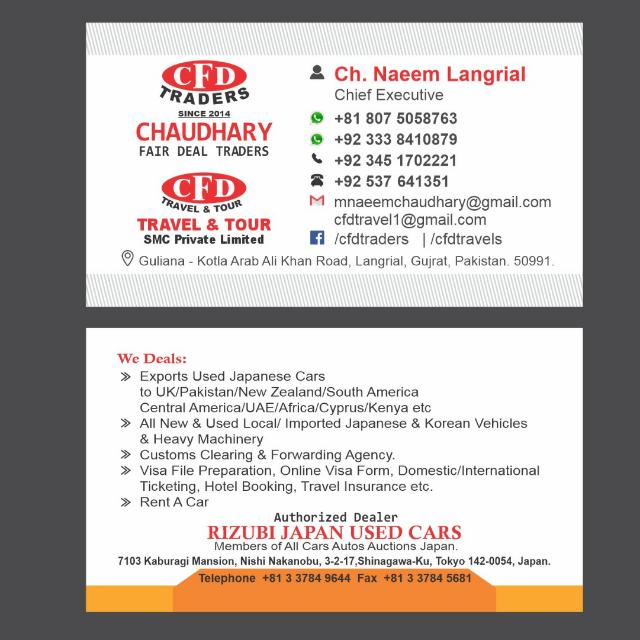 CFD
TRADERS
SINCE 2014
CHAUDHARY
FAIR DEAL TRADERS
CFD
TRAVEL & TOUR
TRAVEL & TOUR
SMC Private Limited
Ch. Naeem Langrial
Chief Executive
+81 807 5058763
+92 333 8410879
+92 345 1702221
+92 537 641351
mnaeemchaudhary@gmail.com
cfdtravel1@gmail.com
/cfdtraders | /cfdtravels
Guliana - Kotla Arab Ali Khan Road, Langrial, Gujrat, Pakistan. 50991.
We Deals:
Exports Used Japanese Cars
to UK/Pakistan/New Zealand/South America
Central America/UAE/Africa/Cyprus/Kenya etc
All New & Used Local/ Imported Japanese & Korean Vehicles
& Heavy Machinery
Customs Clearing & Forwarding Agency.
Visa File Preparation, Online Visa Form, Domestic/International
Ticketing, Hotel Booking, Travel Insurance etc.
Rent A Car
Authorized Dealer
RIZUBI JAPAN USED CARS
Members of All Cars Autos Auctions Japan.
7103 Kaburagi Mansion, Nishi Nakanobu, 3-2-17,Shinagawa-Ku, Tokyo 142-0054, Japan.
Telephone +81 3 3784 9644 Fax +81 3 3784 5681